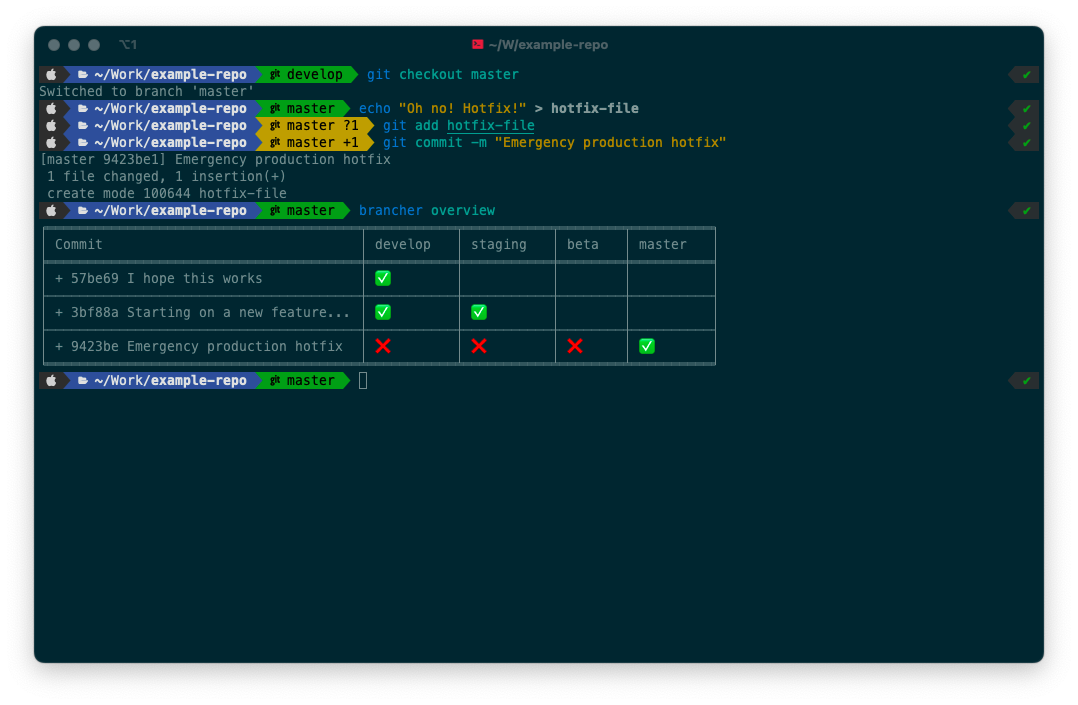 ⌥1 ~/W/example-repo
~/Work/example-repo git develop git checkout master ✔
Switched to branch 'master'
~/Work/example-repo git master echo "Oh no! Hotfix!" > hotfix-file ✔
~/Work/example-repo git master ?1 git add hotfix-file ✔
~/Work/example-repo git master +1 git commit -m "Emergency production hotfix" ✔
[master 9423be1] Emergency production hotfix
1 file changed, 1 insertion(+)
create mode 100644 hotfix-file
~/Work/example-repo git master brancher overview ✔
Commit develop staging beta master
+ 57be69 I hope this works ✅
+ 3bf88a Starting on a new feature... ✅ ✅
+ 9423be Emergency production hotfix ❌ ❌ ❌ ✅
~/Work/example-repo git master ✔